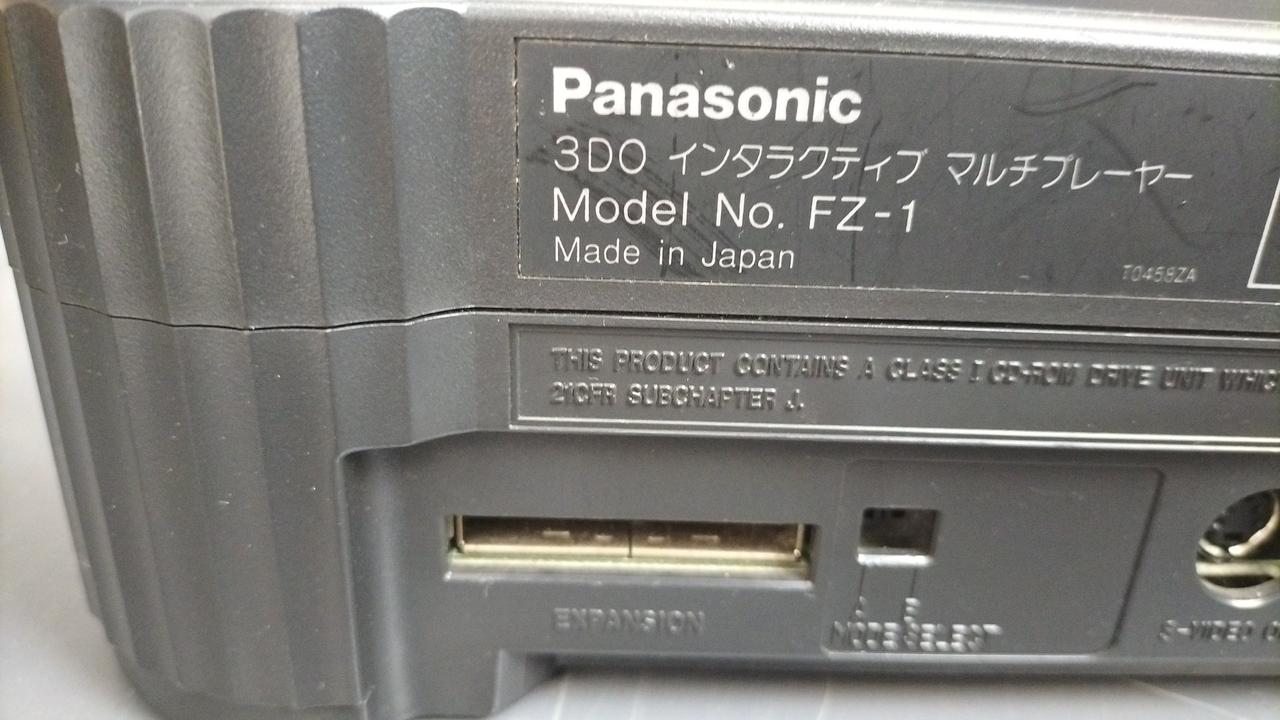 Panasonic
3DO インタラクティブ マルチプレーヤー
Model No. FZ-1
Made in Japan
T0458ZA
THIS PRODUCT CONTAINS A CLASS I CD-ROM DRIVE UNIT
21CFR SUBCHAPTER J.
A B
EXPANSION
MODE SELECT
S-VIDEO